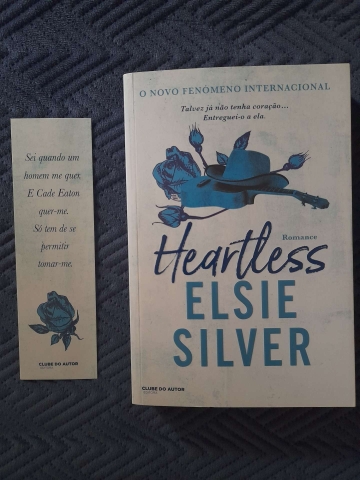 Sei quando um
homem me quer.
E Cade Eaton
quer-me.
Só tem de se
permitir
tomar-me.
CLUBE DO AUTOR
O NOVO FENÓMENO INTERNACIONAL
Talvez já não tenha coração...
Entreguei-o a ela.
Romance
Heartless
ELSIE
SILVER
CLUBE DO AUTOR